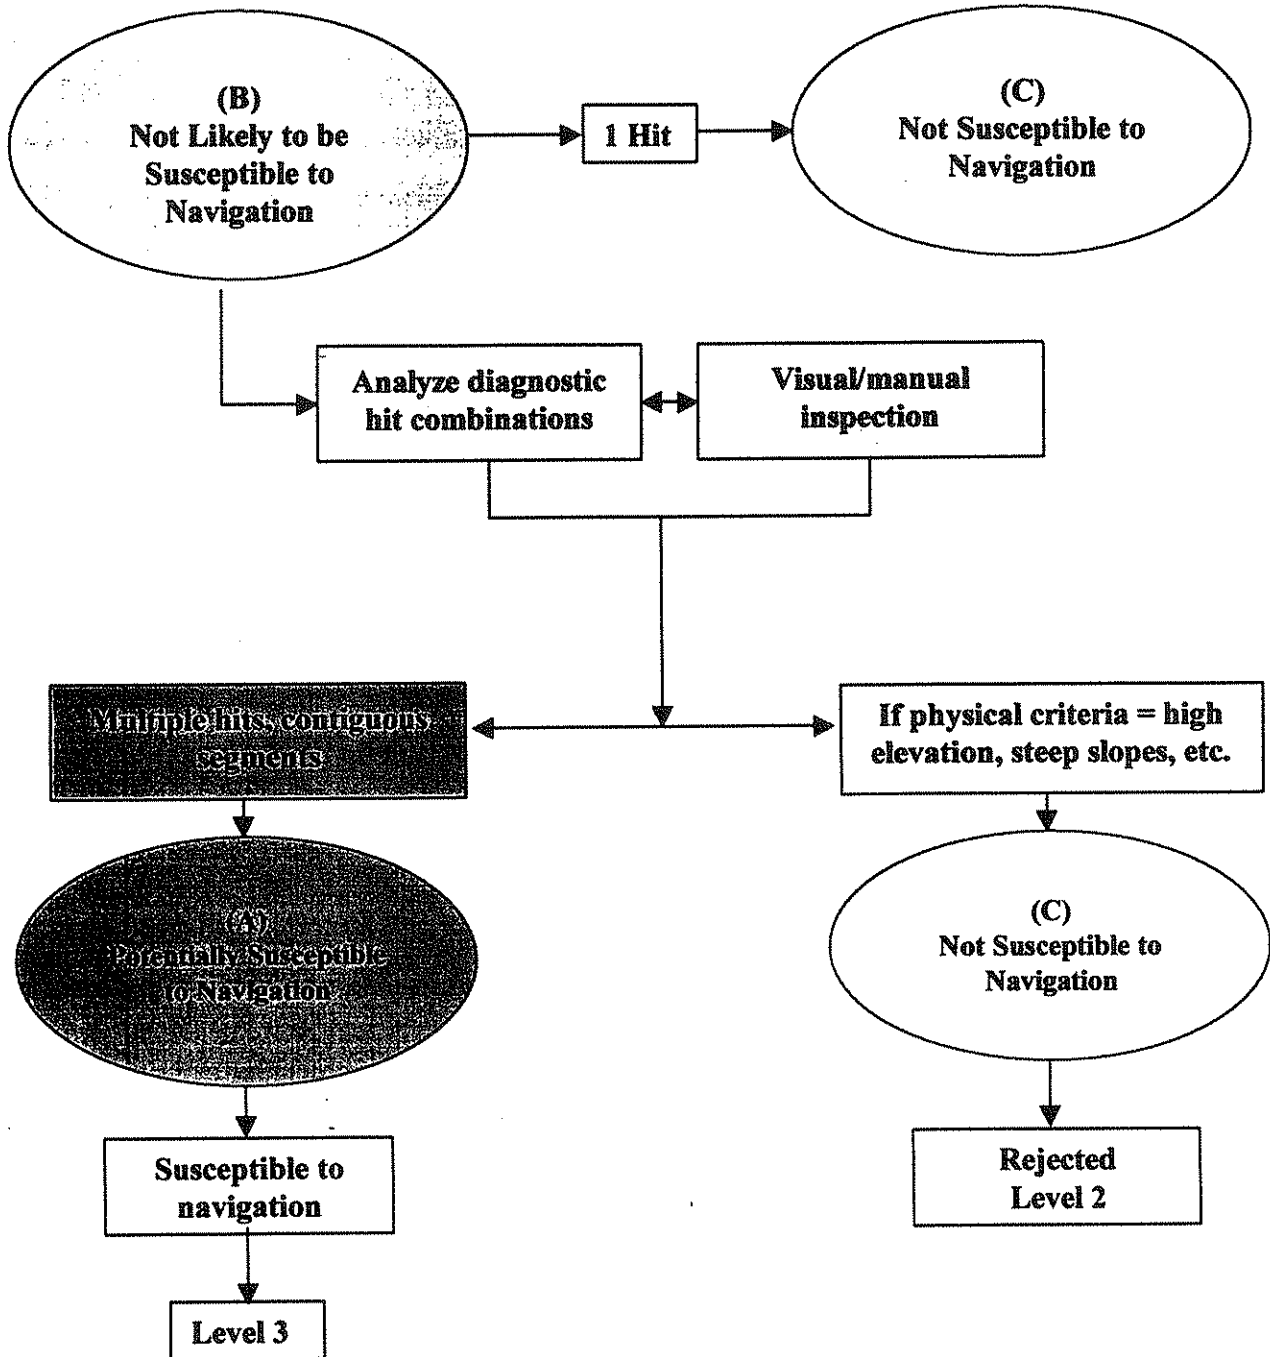 (B)
Not Likely to be
Susceptible to
Navigation
1 Hit
(C)
Not Susceptible to
Navigation
Analyze diagnostic
hit combinations
Visual/manual
inspection
Multiple hits, contiguous
segments
If physical criteria = high
elevation, steep slopes, etc.
(A)
Potentially Susceptible
to Navigation
(C)
Not Susceptible to
Navigation
Susceptible to
navigation
Rejected
Level 2
Level 3